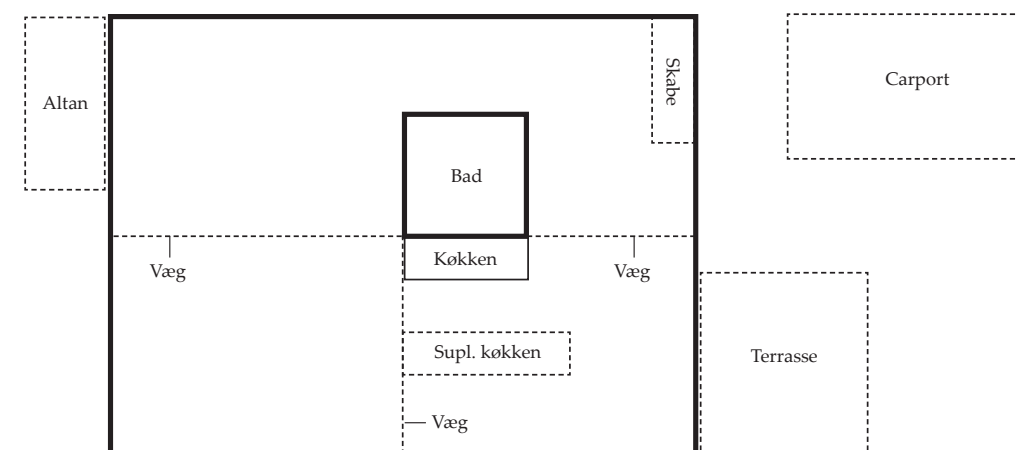 Skabe
Carport
Altan
Bad
Køkken
Væg
Væg
Supl. køkken
Terrasse
Væg